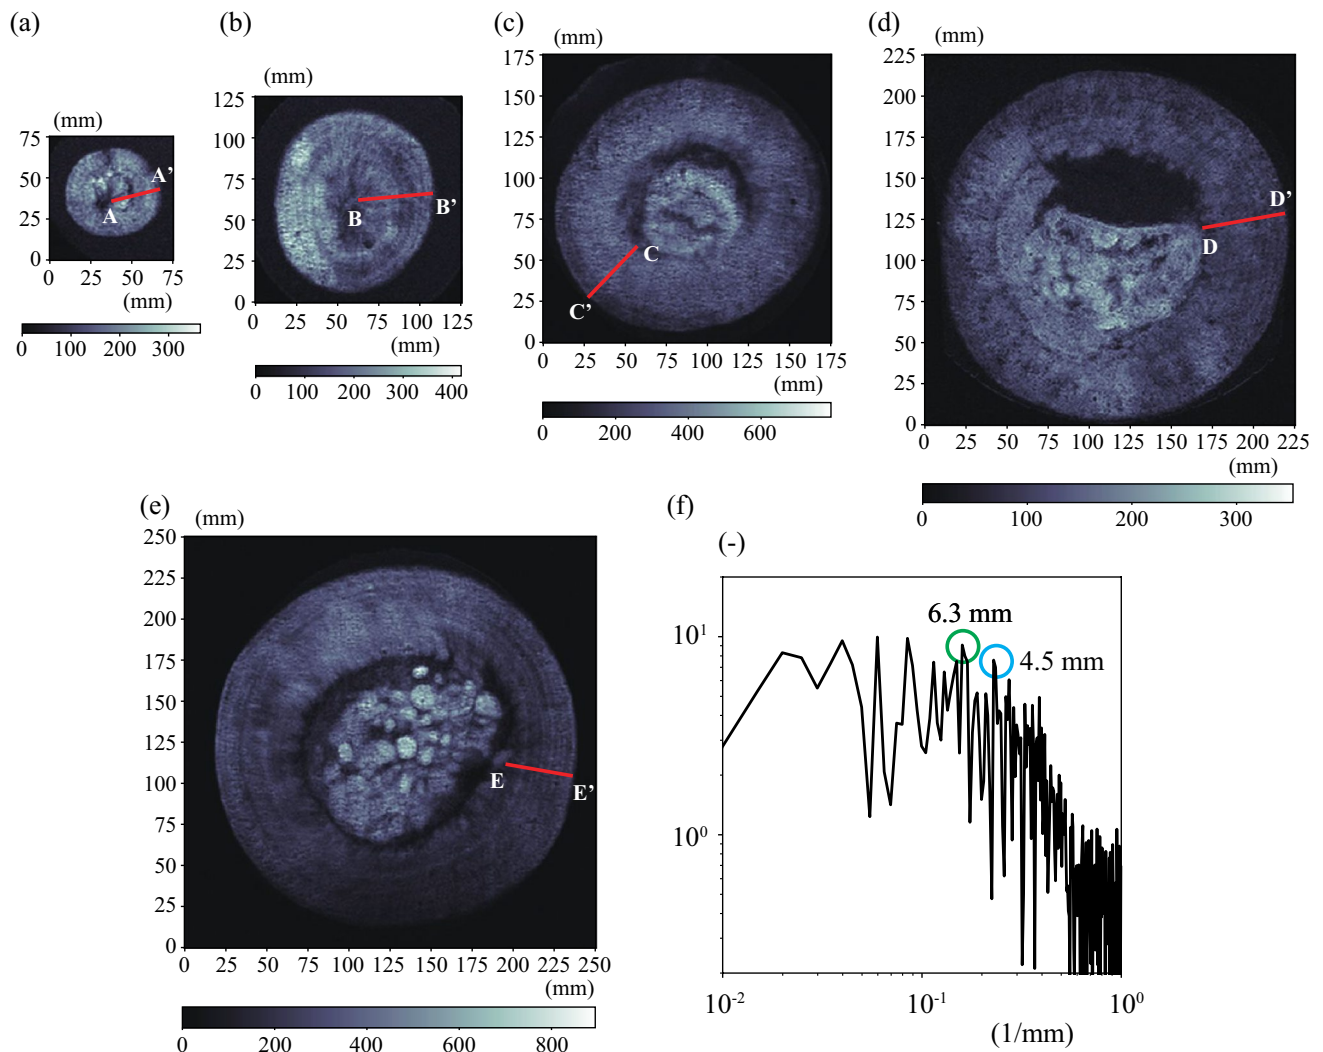 (a)
(mm)
75
50
25
0
A
A'
0 25 50 75
(mm)
0 100 200 300
(b)
(mm)
125
100
75
50
25
0
B
B'
0 25 50 75 100 125
(mm)
0 100 200 300 400
(c)
(mm)
175
150
125
100
75
50
25
0
C
C'
0 25 50 75 100 125 150 175
(mm)
0 200 400 600
(d)
(mm)
225
200
175
150
125
100
75
50
25
0
D'
D
0 25 50 75 100 125 150 175 200 225
(mm)
0 100 200 300
(e)
(mm)
250
225
200
175
150
125
100
75
50
25
0
E
E'
0 25 50 75 100 125 150 175 200 225 250
(mm)
0 200 400 600 800
(f)
(-)
10¹
10⁰
6.3 mm
4.5 mm
10⁻² 10⁻¹ 10⁰
(1/mm)